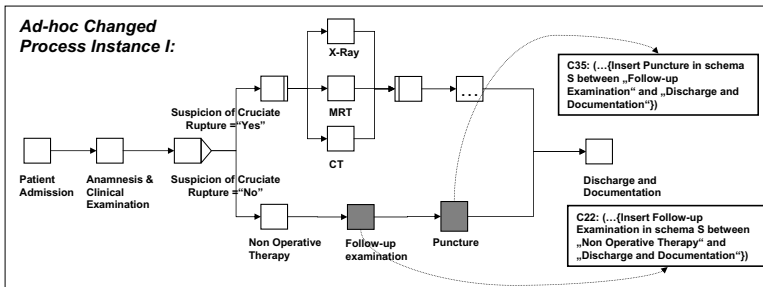 Ad-hoc Changed
Process Instance I:
X-Ray
MRT
CT
...
Suspicion of Cruciate
Rupture =“Yes”
Suspicion of Cruciate
Rupture =“No”
Patient
Admission
Anamnesis &
Clinical
Examination
Non Operative
Therapy
Follow-up
examination
Puncture
Discharge and
Documentation
C35: (…{Insert Puncture in schema
S between „Follow-up
Examination“ and „Discharge and
Documentation“})
C22: (…{Insert Follow-up
Examination in schema S between
„Non Operative Therapy“ and
„Discharge and Documentation“})